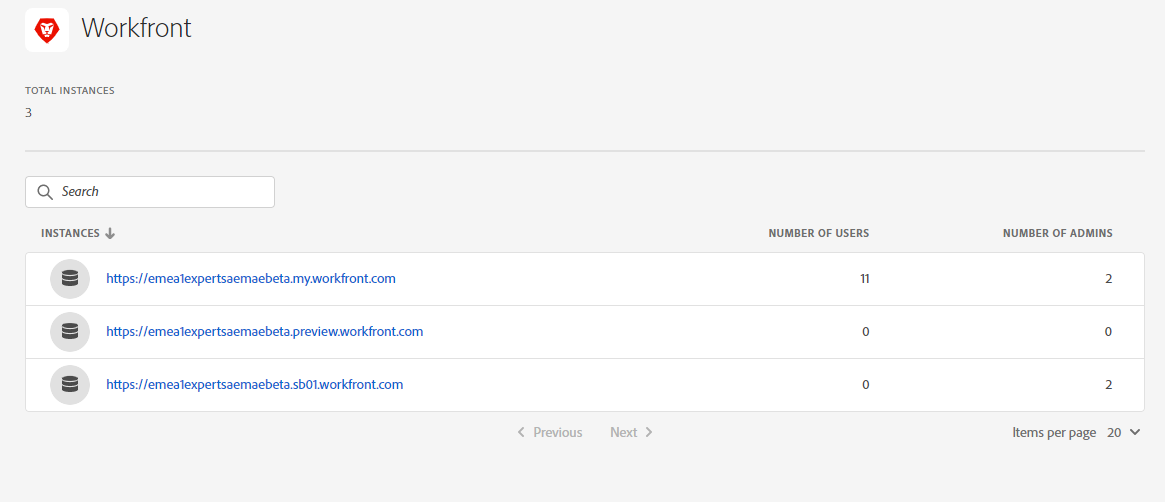 Workfront
TOTAL INSTANCES
3
Search
INSTANCES NUMBER OF USERS NUMBER OF ADMINS
https://emea1expertsaemaebeta.my.workfront.com 11 2
https://emea1expertsaemaebeta.preview.workfront.com 0 0
https://emea1expertsaemaebeta.sb01.workfront.com 0 2
Previous Next Items per page 20